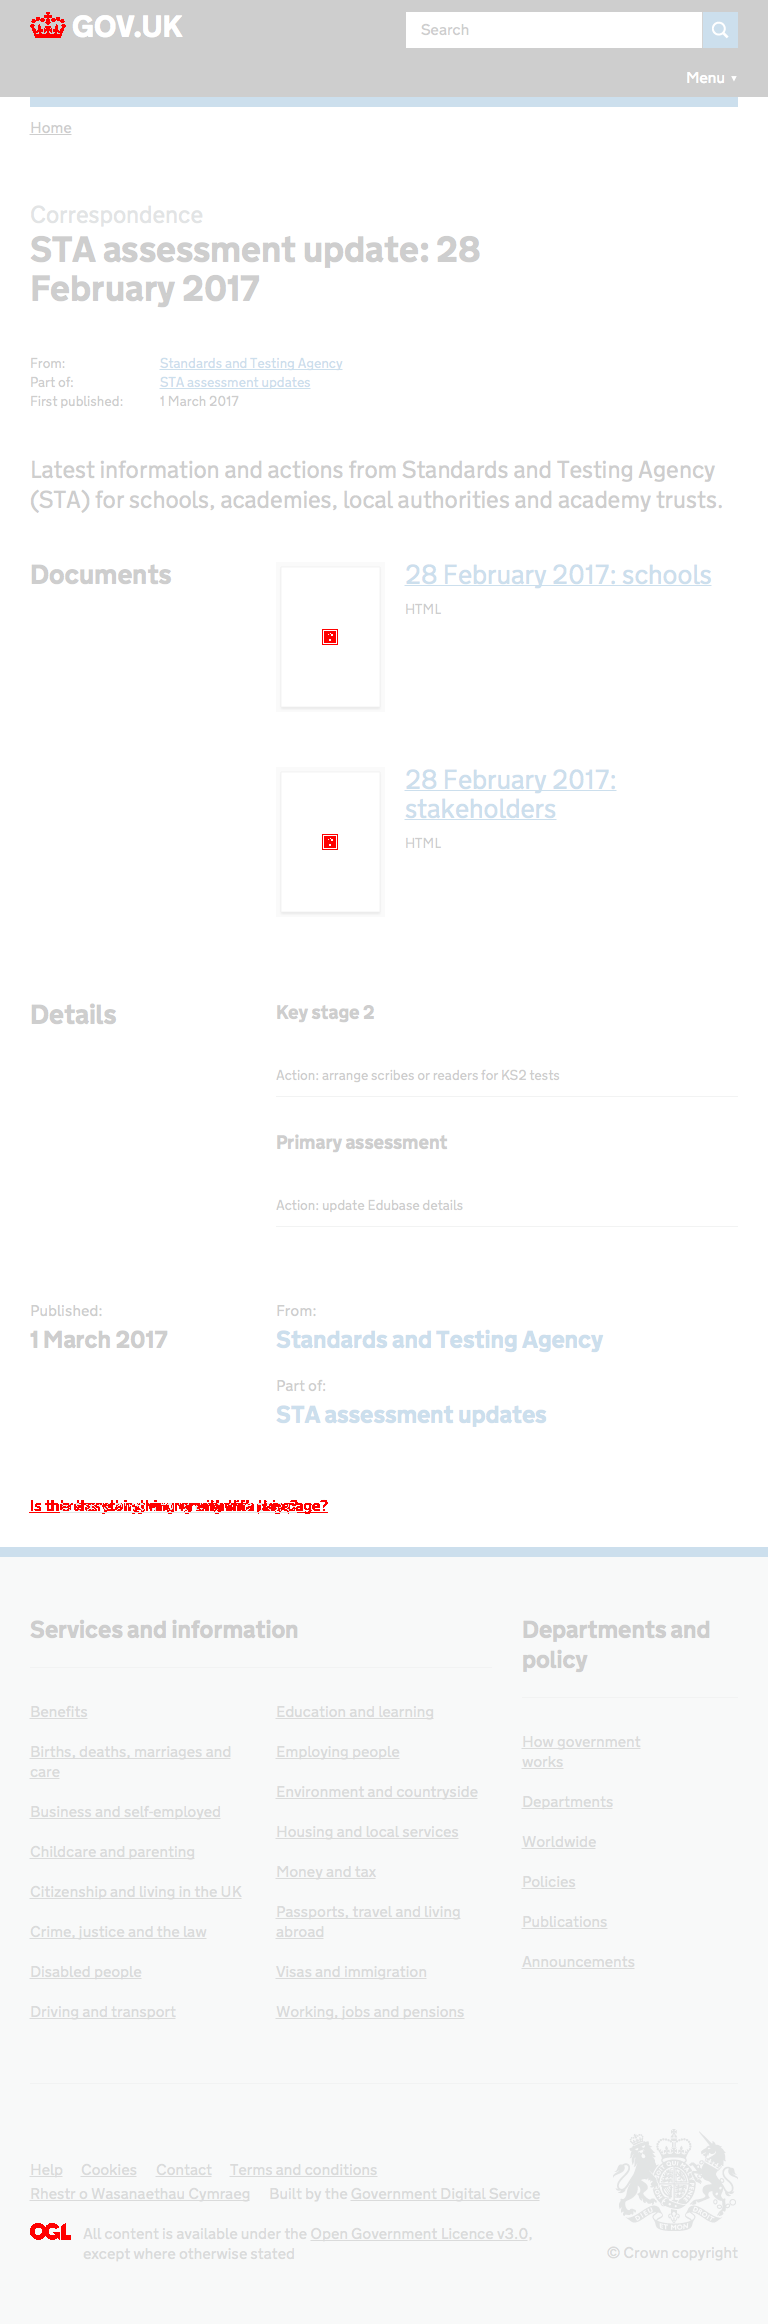 GOV.UK
Search
Menu ▼
Home
Correspondence
STA assessment update: 28
February 2017
From: Standards and Testing Agency
Part of: STA assessment updates
First published: 1 March 2017
Latest information and actions from Standards and Testing Agency
(STA) for schools, academies, local authorities and academy trusts.
Documents
28 February 2017: schools
HTML
28 February 2017:
stakeholders
HTML
Details
Key stage 2
Action: arrange scribes or readers for KS2 tests
Primary assessment
Action: update Edubase details
Published:
1 March 2017
From:
Standards and Testing Agency
Part of:
STA assessment updates
Is
Services and information
Benefits
Births, deaths, marriages and
care
Business and self-employed
Childcare and parenting
Citizenship and living in the UK
Crime, justice and the law
Disabled people
Driving and transport
Education and learning
Employing people
Environment and countryside
Housing and local services
Money and tax
Passports, travel and living
abroad
Visas and immigration
Working, jobs and pensions
Departments and
policy
How government
works
Departments
Worldwide
Policies
Publications
Announcements
Help Cookies Contact Terms and conditions
Rhestr o Wasanaethau Cymraeg Built by the Government Digital Service
OGL All content is available under the Open Government Licence v3.0,
except where otherwise stated
© Crown copyright